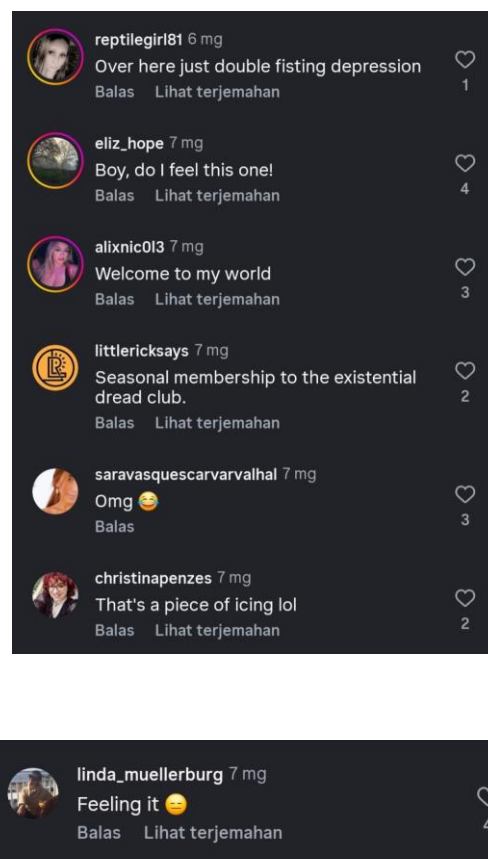 reptilegirl81 6 mg
Over here just double fisting depression
1
Balas Lihat terjemahan
eliz_hope 7 mg
Boy, do I feel this one!
4
Balas Lihat terjemahan
alixnic0l3 7 mg
Welcome to my world
3
Balas Lihat terjemahan
littlericksays 7 mg
Seasonal membership to the existential
dread club.
2
Balas Lihat terjemahan
saravasquescarvarvalhal 7 mg
Omg 😂
3
Balas
christinapenzes 7 mg
That's a piece of icing lol
2
Balas Lihat terjemahan
linda_muellerburg 7 mg
Feeling it 😑
Balas Lihat terjemahan